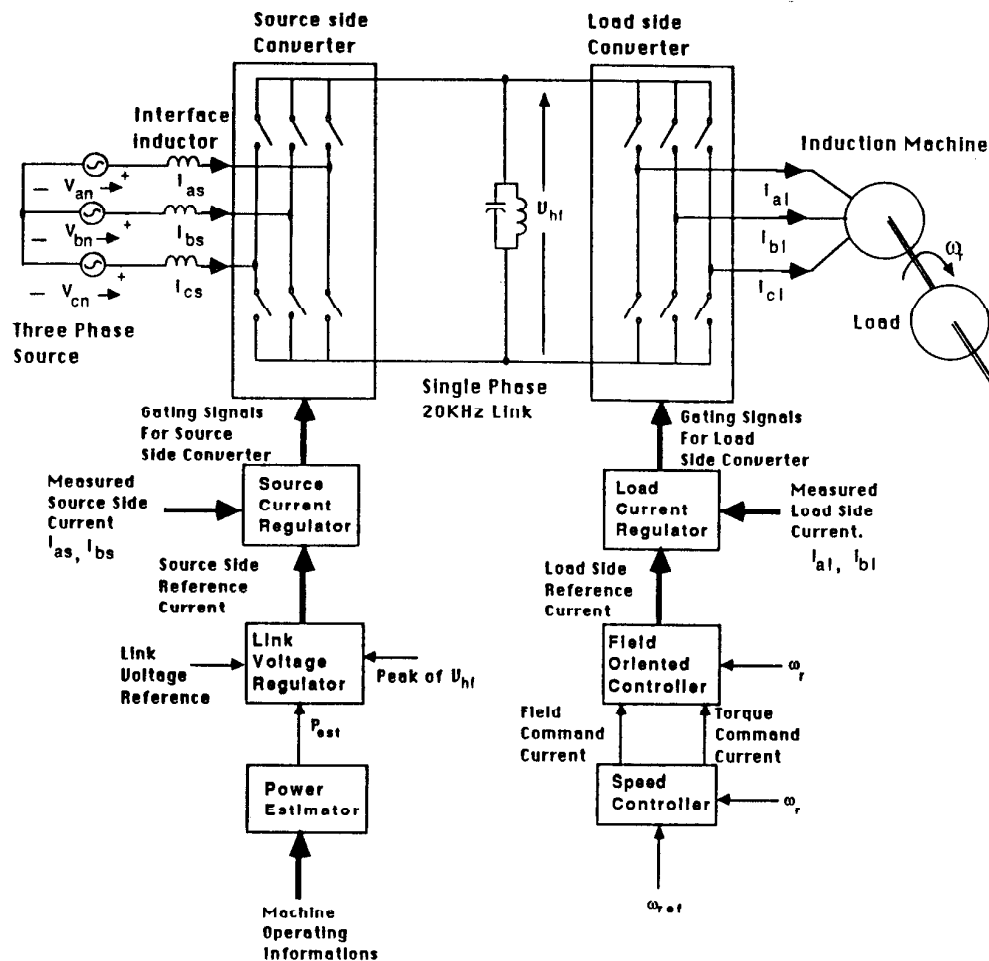 Source side
Converter
Load side
Converter
Interface
inductor
Induction Machine
V_an
I_as
V_bn
I_bs
V_cn
I_cs
υ_hf
I_al
I_bl
I_cl
ω_r
Load
Three Phase
Source
Single Phase
20KHz Link
Gating Signals
For Source
Side Converter
Gating Signals
For Load
Side Converter
Measured
Source Side
Current
I_as, I_bs
Source
Current
Regulator
Load
Current
Regulator
Measured
Load Side
Current.
I_al, I_bl
Source Side
Reference
Current
Load Side
Reference
Current
Link
Voltage
Reference
Link
Voltage
Regulator
Peak of υ_hf
Field
Oriented
Controller
ω_r
P_est
Field
Command
Current
Torque
Command
Current
Power
Estimator
Speed
Controller
ω_r
Machine
Operating
Informations
ω_ref